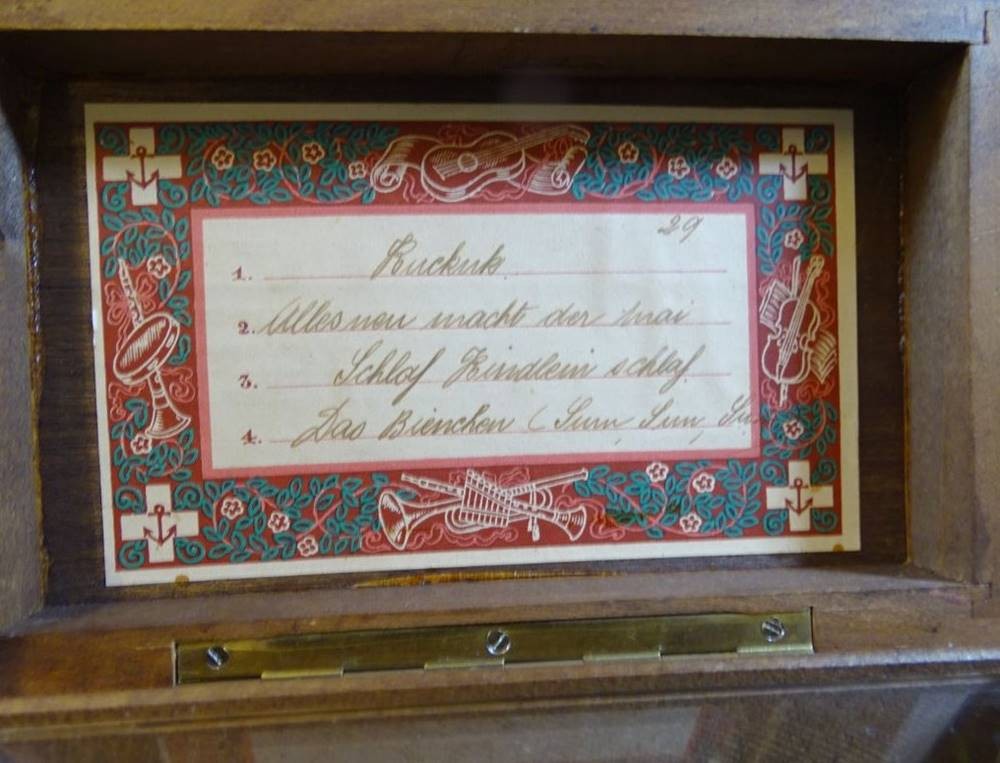 29
1. Kuckuk.
2. Alles neu macht der Mai
3. Schlaf Kindlein schlaf.
4. Das Bienchen (Sum, Sum,